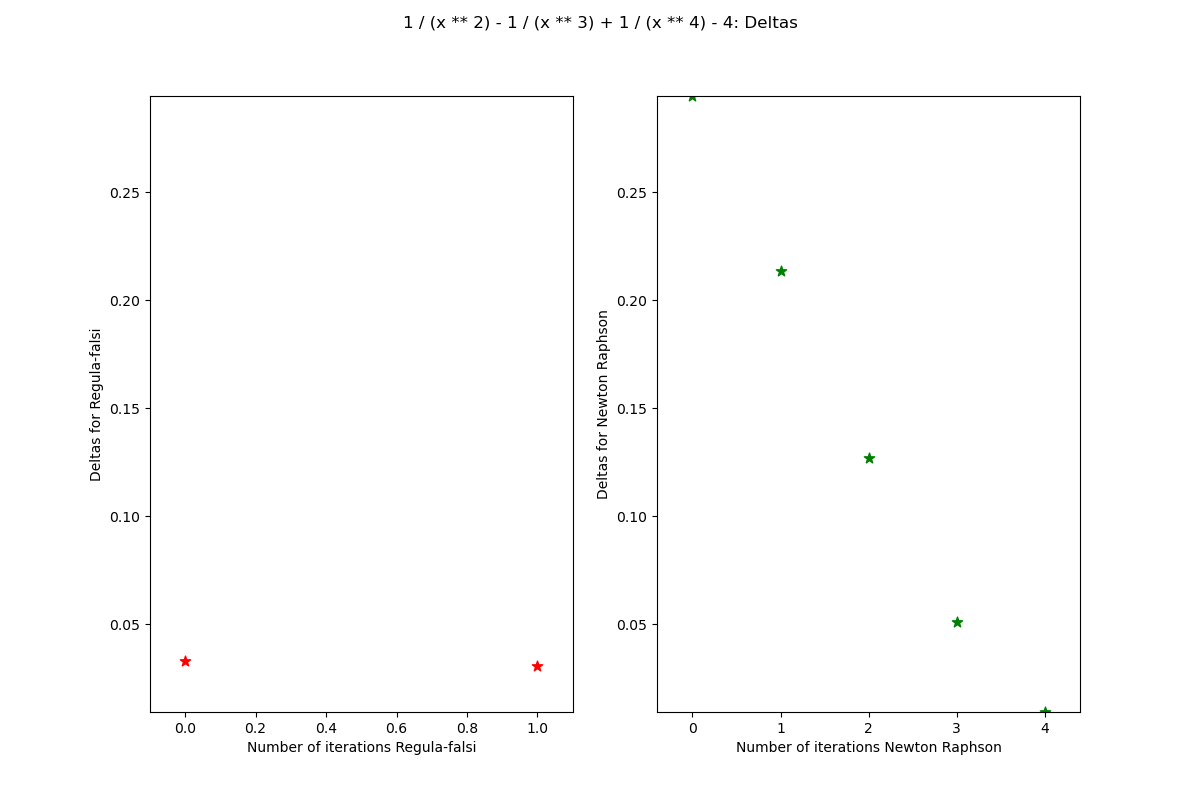 1 / (x ** 2) - 1 / (x ** 3) + 1 / (x ** 4) - 4: Deltas
Deltas for Regula-falsi
0.25
0.20
0.15
0.10
0.05
0.0 0.2 0.4 0.6 0.8 1.0
Number of iterations Regula-falsi
Deltas for Newton Raphson
0.25
0.20
0.15
0.10
0.05
0 1 2 3 4
Number of iterations Newton Raphson